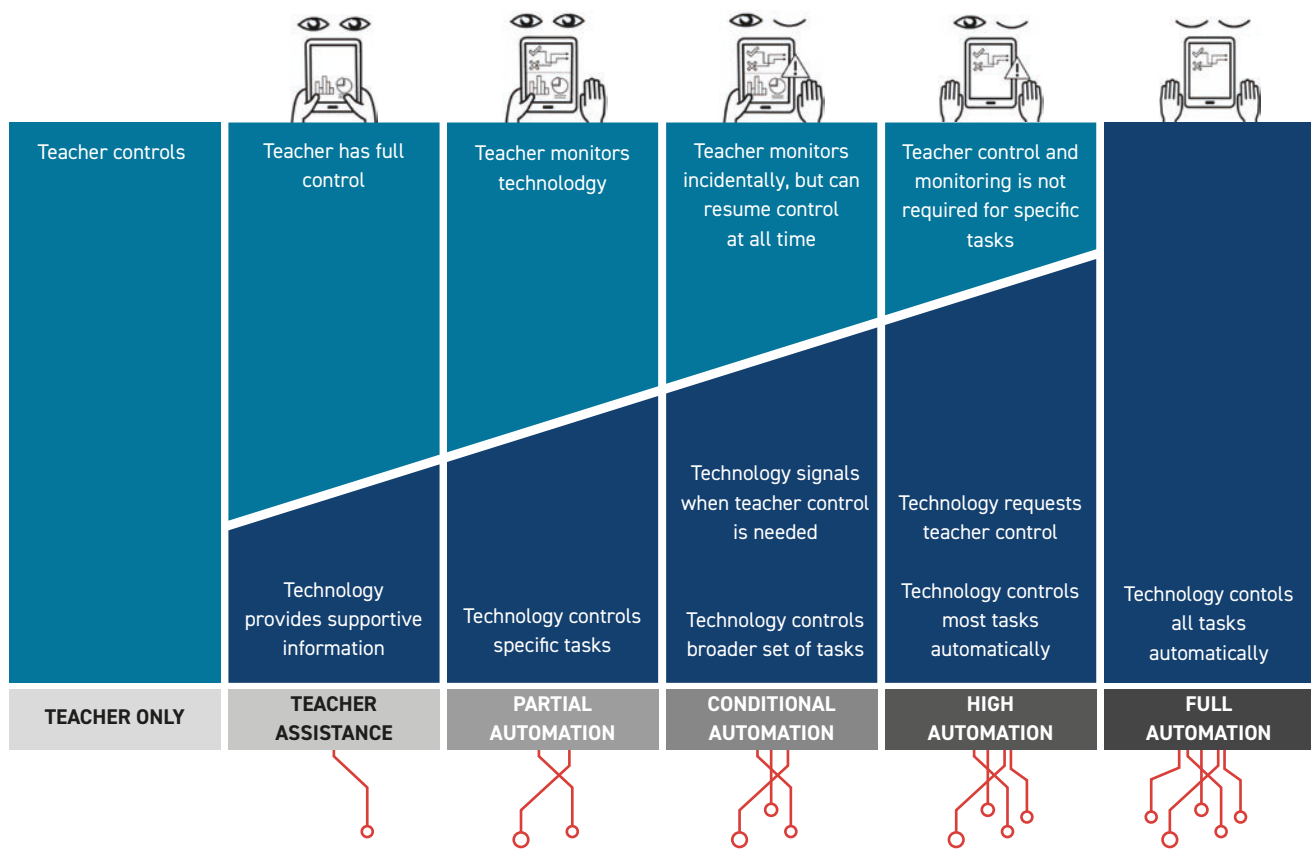 Teacher controls
Teacher has full
control
Teacher monitors
technolodgy
Teacher monitors
incidentally, but can
resume control
at all time
Teacher control and
monitoring is not
required for specific
tasks
Technology
provides supportive
information
Technology controls
specific tasks
Technology signals
when teacher control
is needed
Technology controls
broader set of tasks
Technology requests
teacher control
Technology controls
most tasks
automatically
Technology contols
all tasks
automatically
TEACHER ONLY
TEACHER
ASSISTANCE
PARTIAL
AUTOMATION
CONDITIONAL
AUTOMATION
HIGH
AUTOMATION
FULL
AUTOMATION